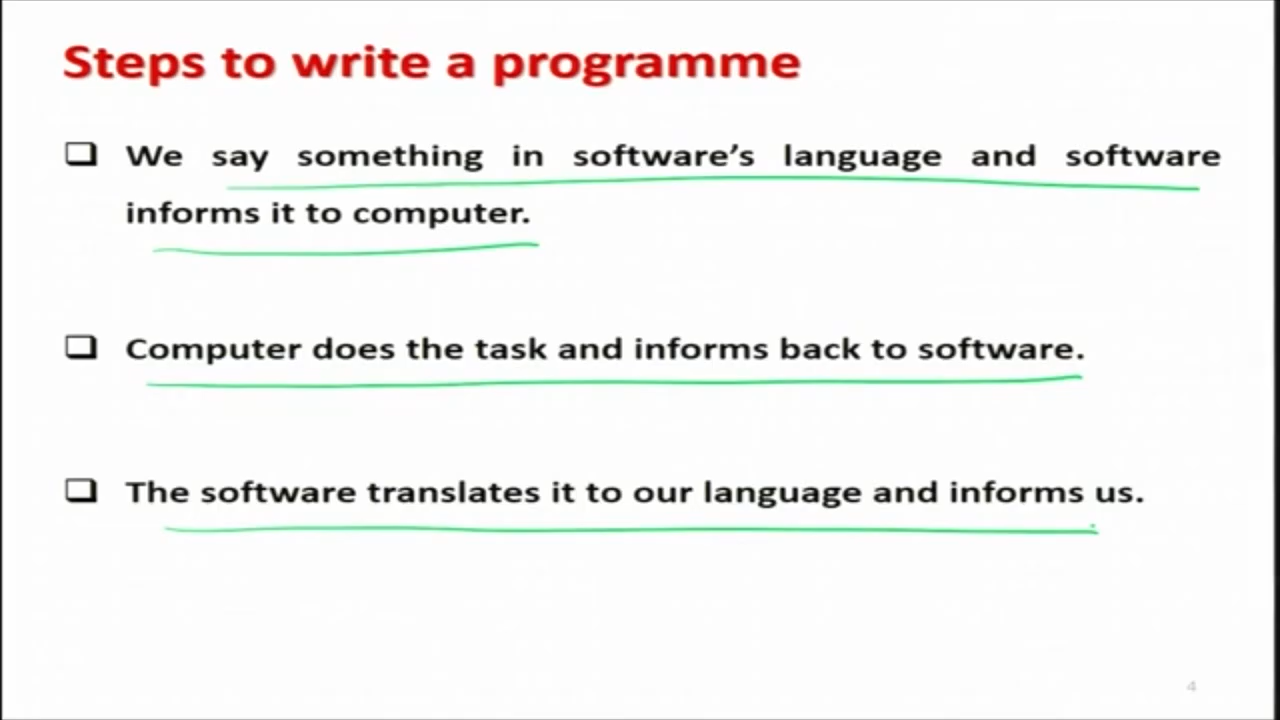 Steps to write a programme
❑ We say something in software’s language and software
informs it to computer.
❑ Computer does the task and informs back to software.
❑ The software translates it to our language and informs us.
4